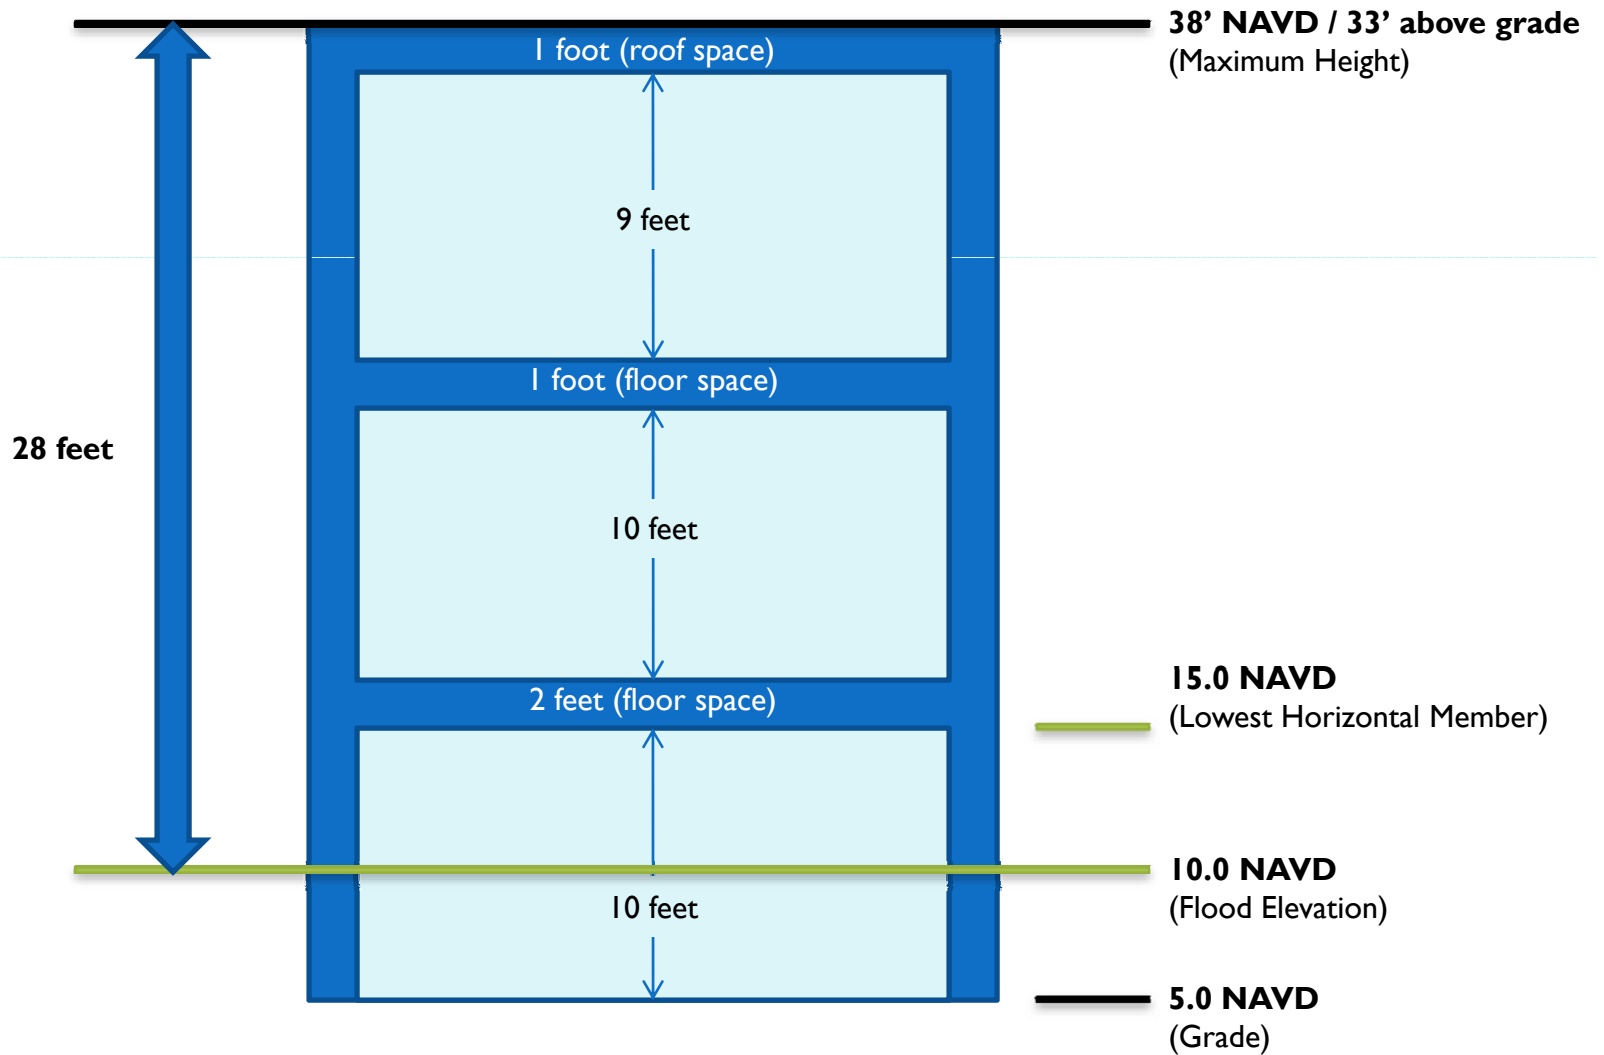 38’ NAVD / 33’ above grade
(Maximum Height)
1 foot (roof space)
9 feet
1 foot (floor space)
28 feet
10 feet
15.0 NAVD
(Lowest Horizontal Member)
2 feet (floor space)
10.0 NAVD
(Flood Elevation)
10 feet
5.0 NAVD
(Grade)